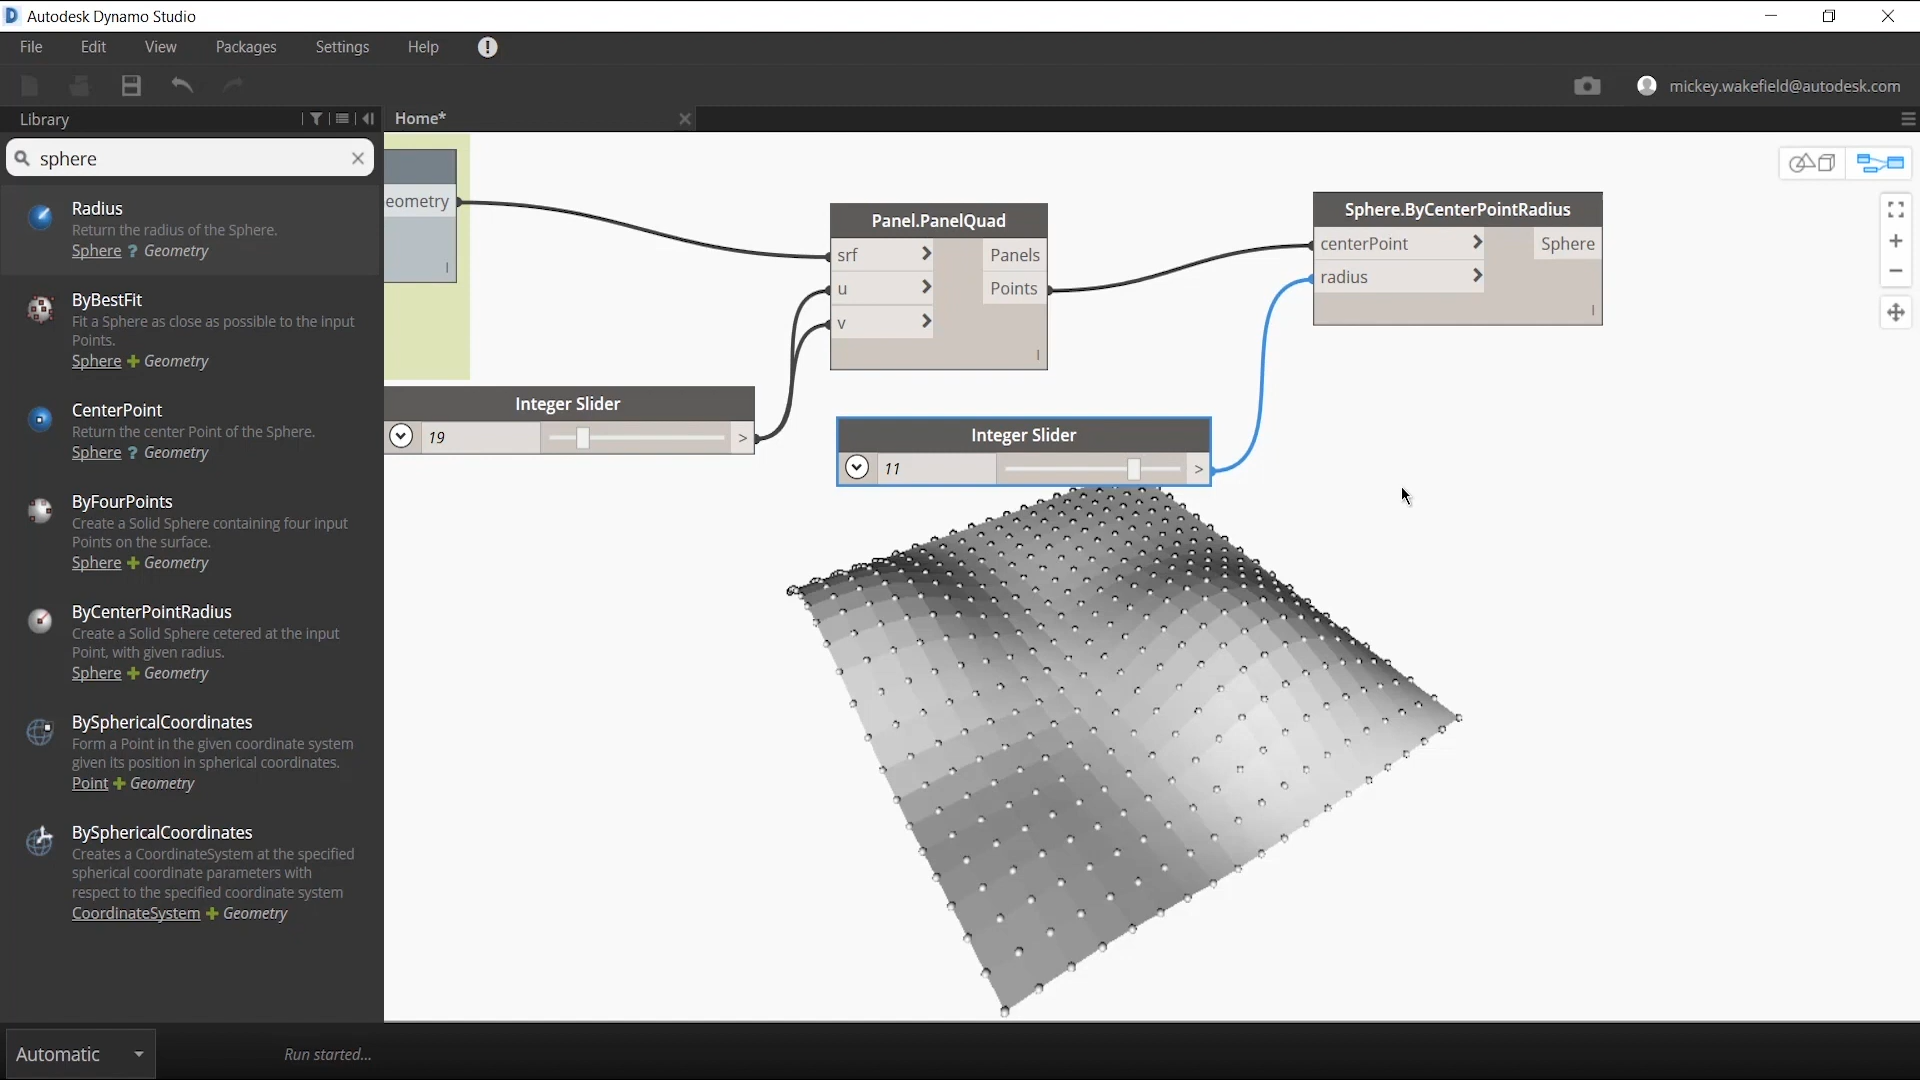 Autodesk Dynamo Studio
File Edit View Packages Settings Help
mickey.wakefield@autodesk.com
Library
Home*
sphere
Radius
Return the radius of the Sphere.
Sphere ? Geometry
ByBestFit
Fit a Sphere as close as possible to the input
Points.
Sphere + Geometry
CenterPoint
Return the center Point of the Sphere.
Sphere ? Geometry
ByFourPoints
Create a Solid Sphere containing four input
Points on the surface.
Sphere + Geometry
ByCenterPointRadius
Create a Solid Sphere cetered at the input
Point, with given radius.
Sphere + Geometry
BySphericalCoordinates
Form a Point in the given coordinate system
given its position in spherical coordinates.
Point + Geometry
BySphericalCoordinates
Creates a CoordinateSystem at the specified
spherical coordinate parameters with
respect to the specified coordinate system
CoordinateSystem + Geometry
eometry
Panel.PanelQuad
srf > Panels
u > Points
v >
Sphere.ByCenterPointRadius
centerPoint > Sphere
radius >
Integer Slider
19 >
Integer Slider
11 >
Automatic
Run started...